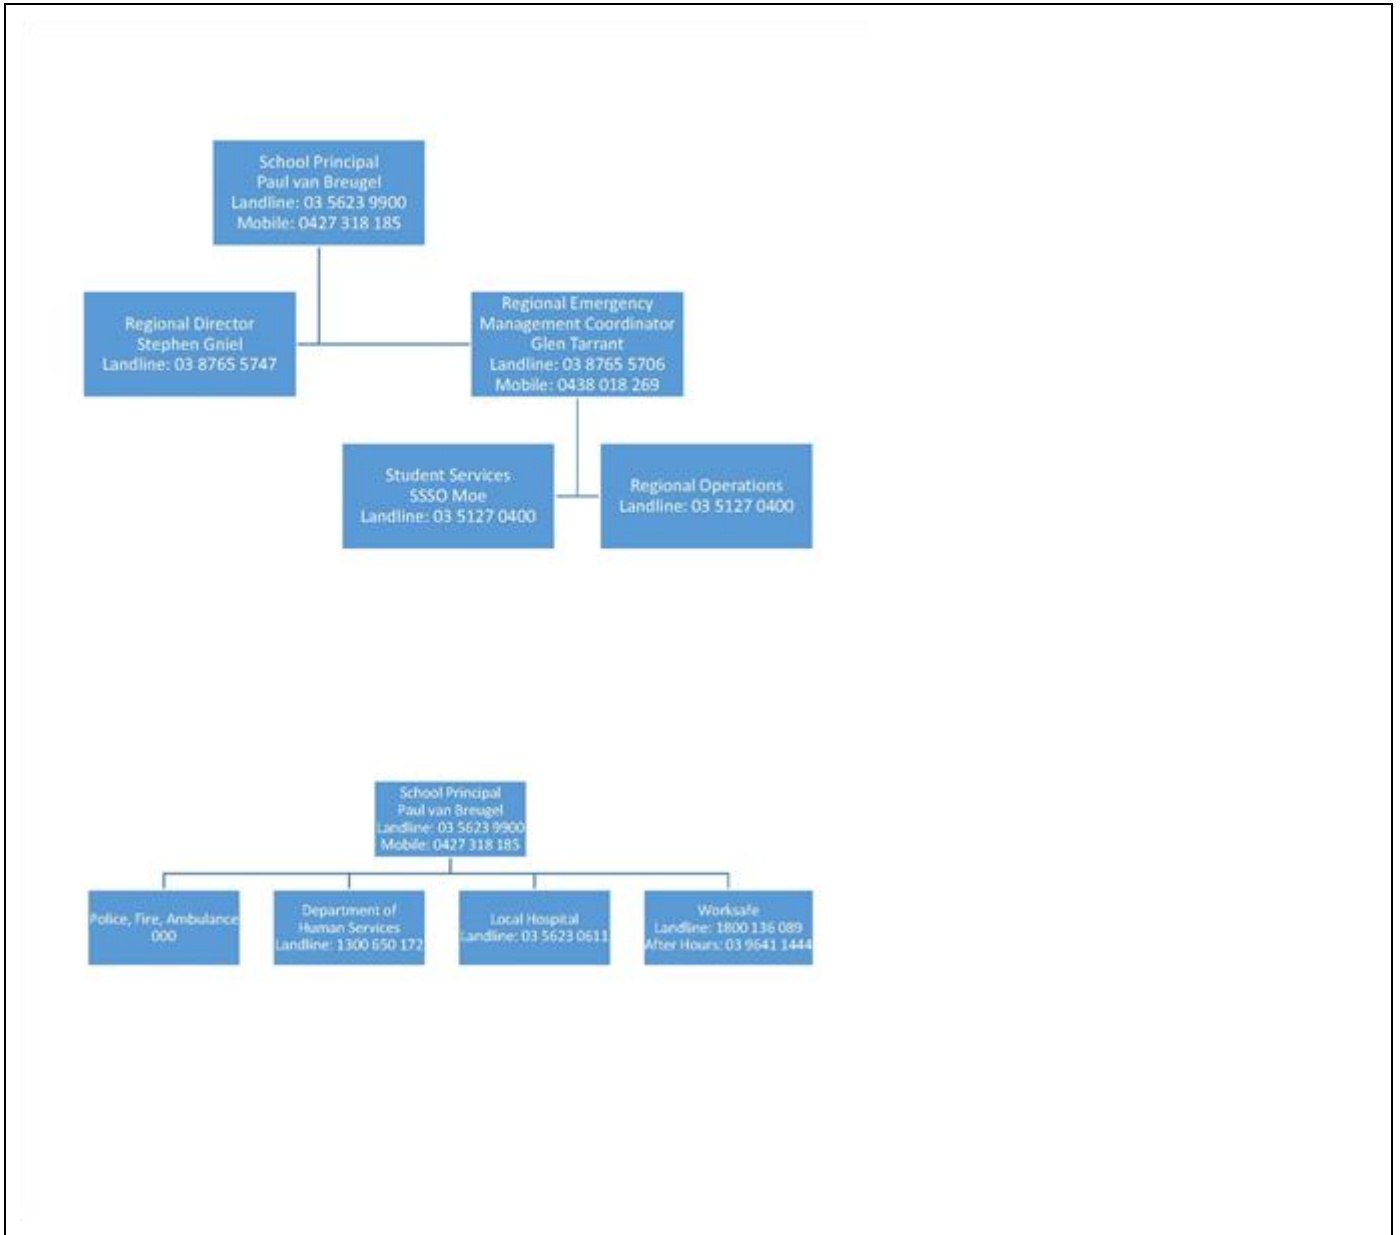 School Principal
Paul van Breugel
Landline: 03 5623 9900
Mobile: 0427 318 185
Regional Director
Stephen Gniel
Landline: 03 8765 5747
Regional Emergency
Management Coordinator
Glen Tarrant
Landline: 03 8765 5706
Mobile: 0438 018 269
Student Services
SSSO Moe
Landline: 03 5127 0400
Regional Operations
Landline: 03 5127 0400
School Principal
Paul van Breugel
Landline: 03 5623 9900
Mobile: 0427 318 185
Police, Fire, Ambulance
000
Department of
Human Services
Landline: 1300 650 172
Local Hospital
Landline: 03 5623 0611
Worksafe
Landline: 1800 136 089
After Hours: 03 9641 1444